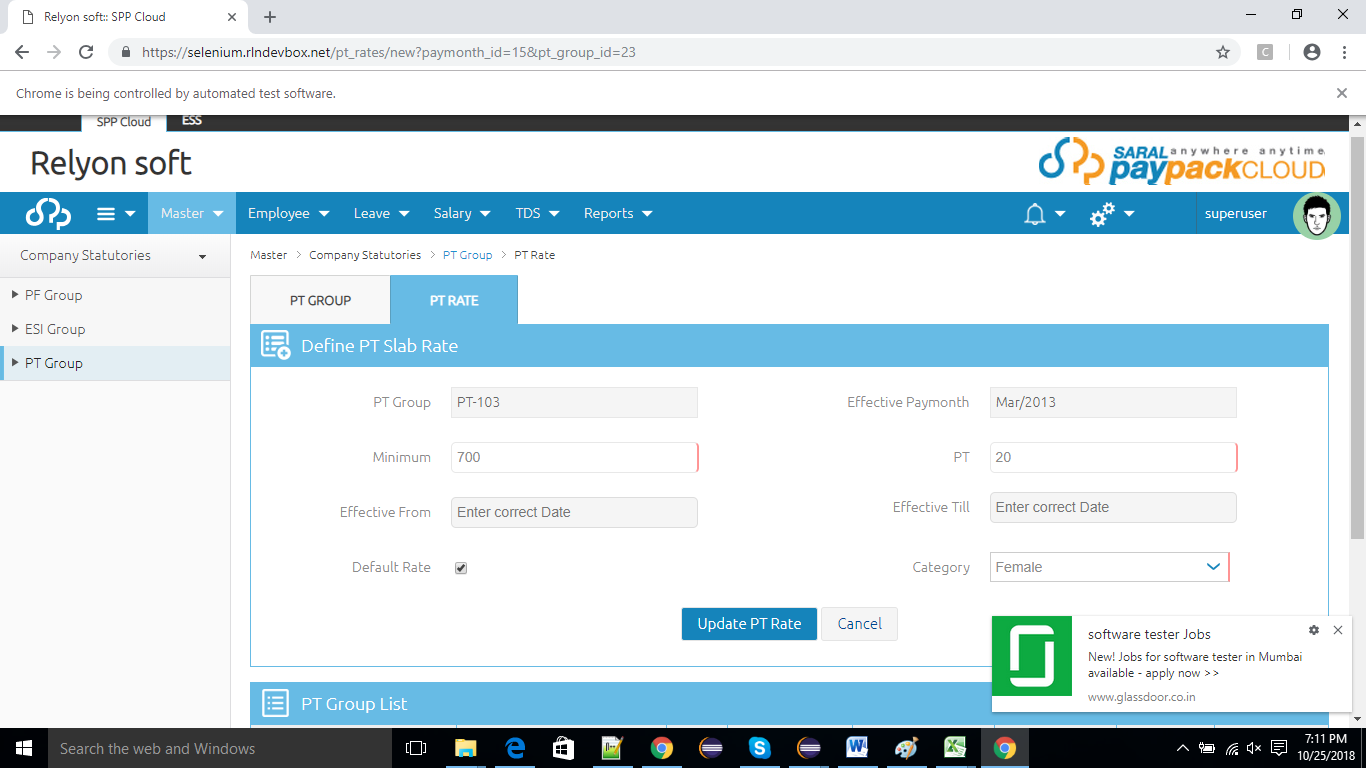 Relyon soft:: SPP Cloud
https://selenium.rlndevbox.net/pt_rates/new?paymonth_id=15&pt_group_id=23
C
Chrome is being controlled by automated test software.
SPP Cloud ESS
Relyon soft
SARAL anywhere anytime
paypackCLOUD
Master Employee Leave Salary TDS Reports superuser
Company Statutories
Master > Company Statutories > PT Group > PT Rate
PF Group
ESI Group
PT Group
PT GROUP PT RATE
Define PT Slab Rate
PT Group PT-103 Effective Paymonth Mar/2013
Minimum 700 PT 20
Effective From Enter correct Date Effective Till Enter correct Date
Default Rate Category Female
Update PT Rate Cancel
software tester Jobs
New! Jobs for software tester in Mumbai
available - apply now >>
www.glassdoor.co.in
PT Group List
Search the web and Windows
7:11 PM
10/25/2018